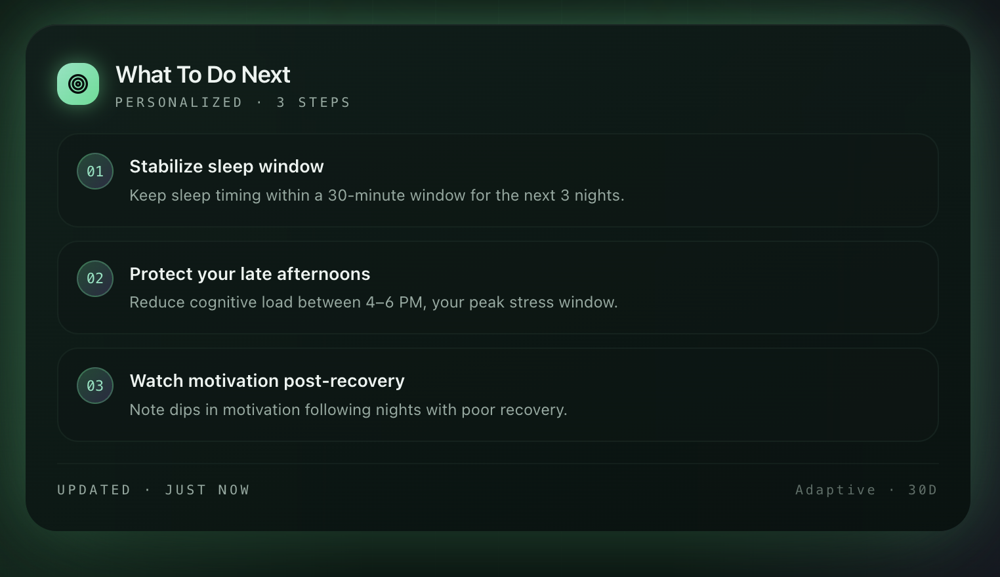 What To Do Next
PERSONALIZED · 3 STEPS
01
Stabilize sleep window
Keep sleep timing within a 30-minute window for the next 3 nights.
02
Protect your late afternoons
Reduce cognitive load between 4–6 PM, your peak stress window.
03
Watch motivation post-recovery
Note dips in motivation following nights with poor recovery.
UPDATED · JUST NOW
Adaptive · 30D